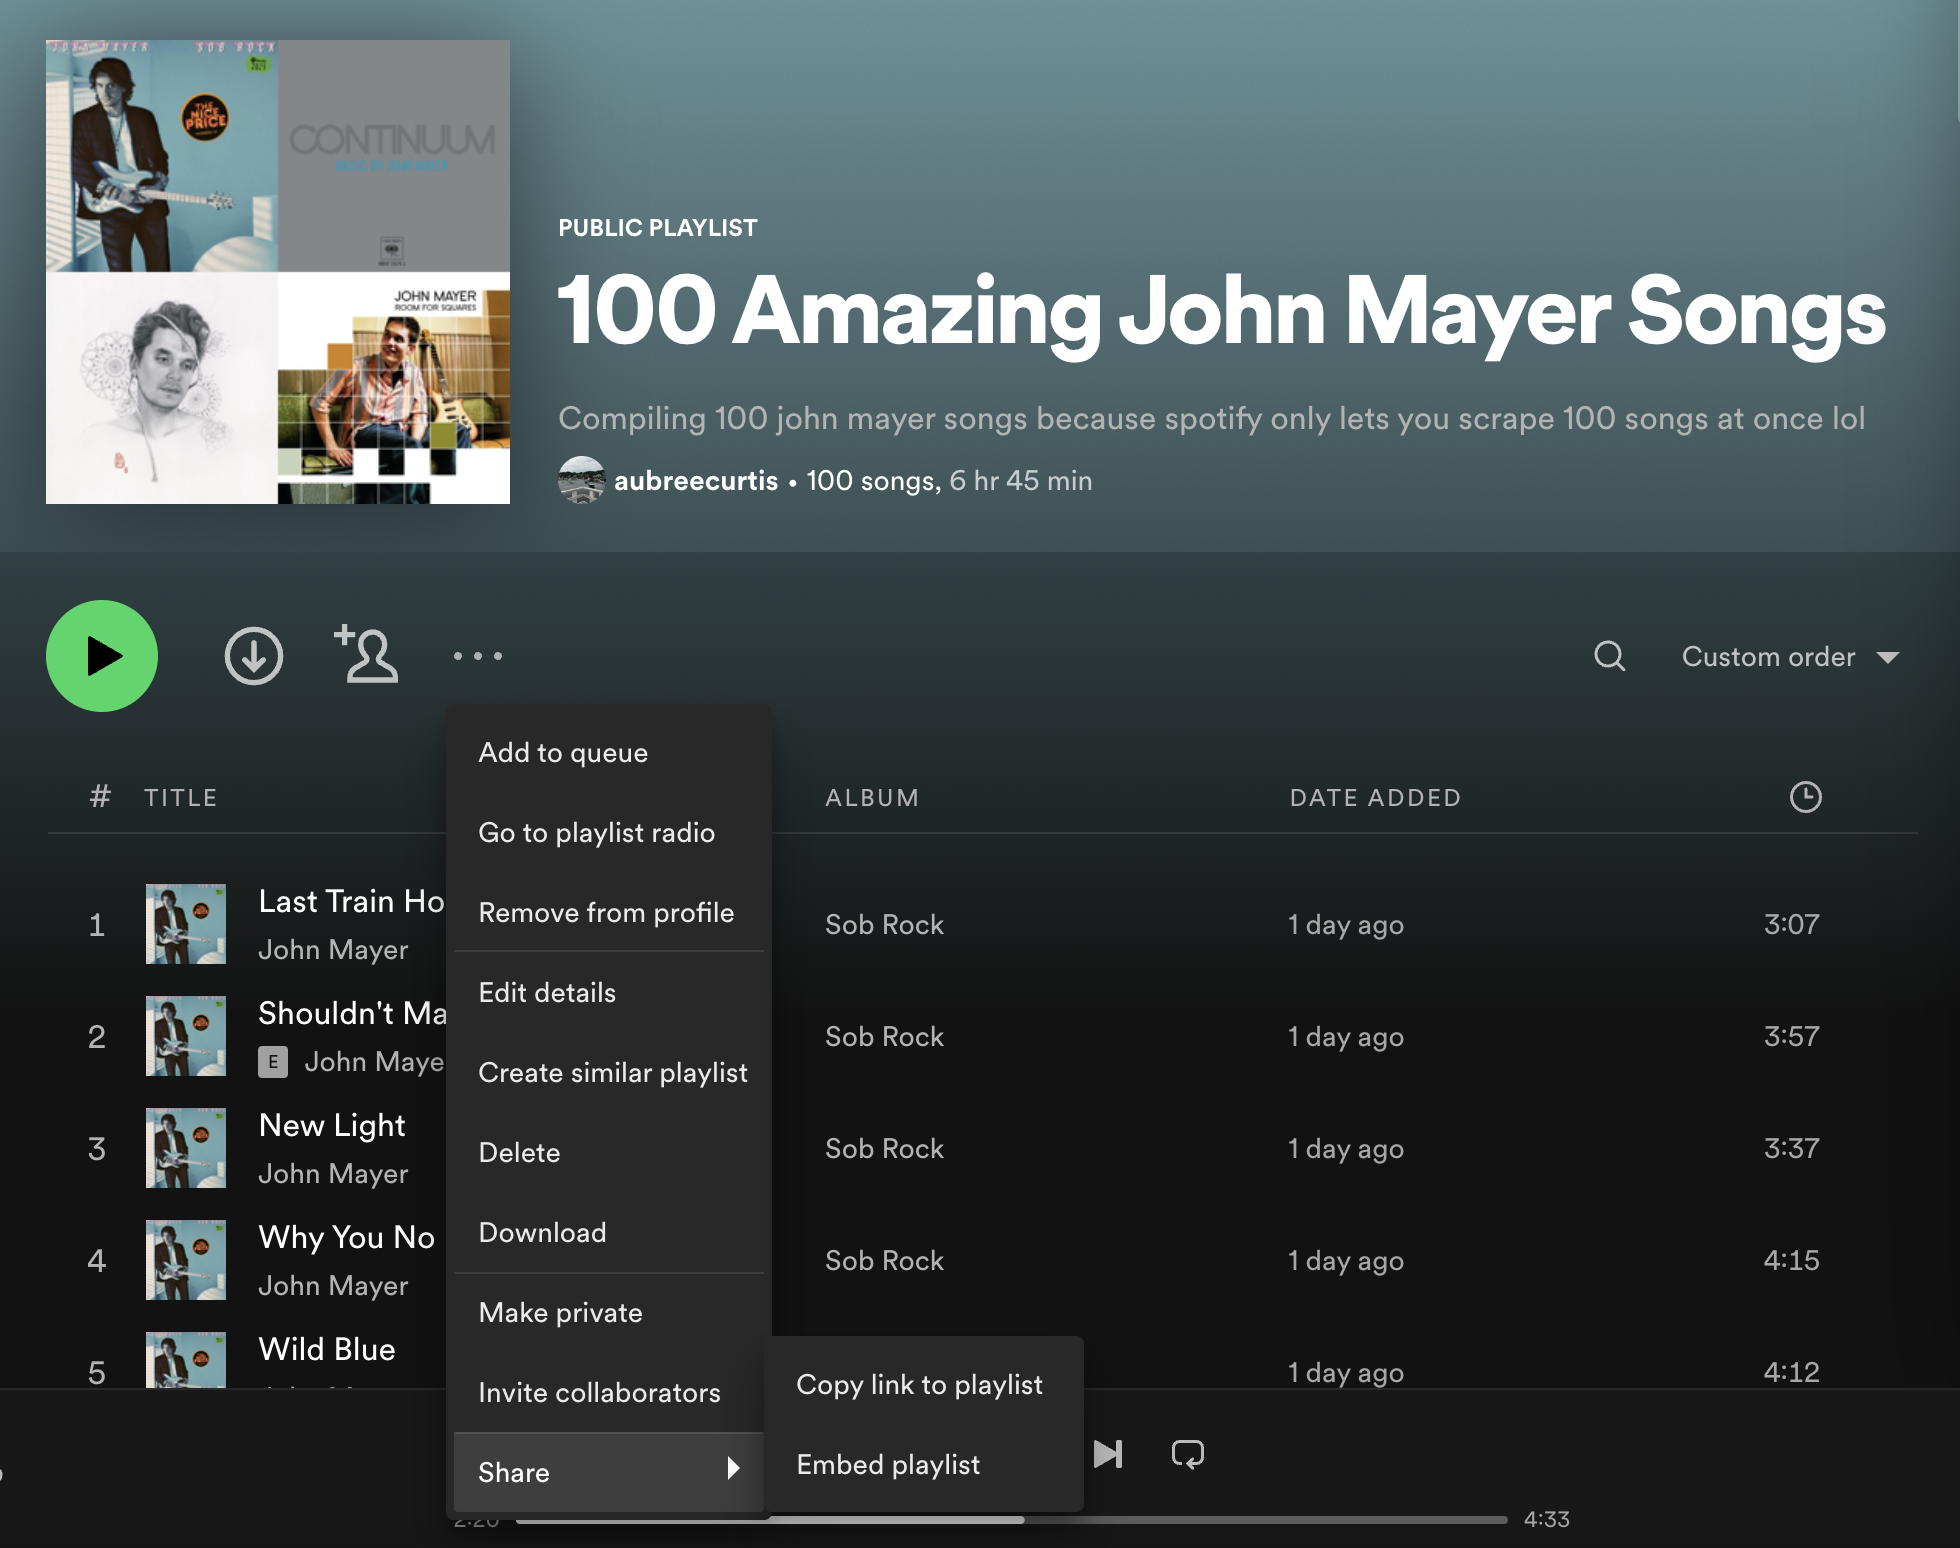 JOHN MAYER SOB ROCK
THE NICE PRICE
CONTINUUM
MUSIC BY JOHN MAYER
JOHN MAYER
ROOM FOR SQUARES
PUBLIC PLAYLIST
100 Amazing John Mayer Songs
Compiling 100 john mayer songs because spotify only lets you scrape 100 songs at once lol
aubreecurtis • 100 songs, 6 hr 45 min
Custom order
# TITLE ALBUM DATE ADDED
1 Last Train Ho Sob Rock 1 day ago 3:07
John Mayer
2 Shouldn't Ma Sob Rock 1 day ago 3:57
E John Maye
3 New Light Sob Rock 1 day ago 3:37
John Mayer
4 Why You No Sob Rock 1 day ago 4:15
John Mayer
5 Wild Blue 1 day ago 4:12
Add to queue
Go to playlist radio
Remove from profile
Edit details
Create similar playlist
Delete
Download
Make private
Invite collaborators
Share
Copy link to playlist
Embed playlist
2:20 4:33